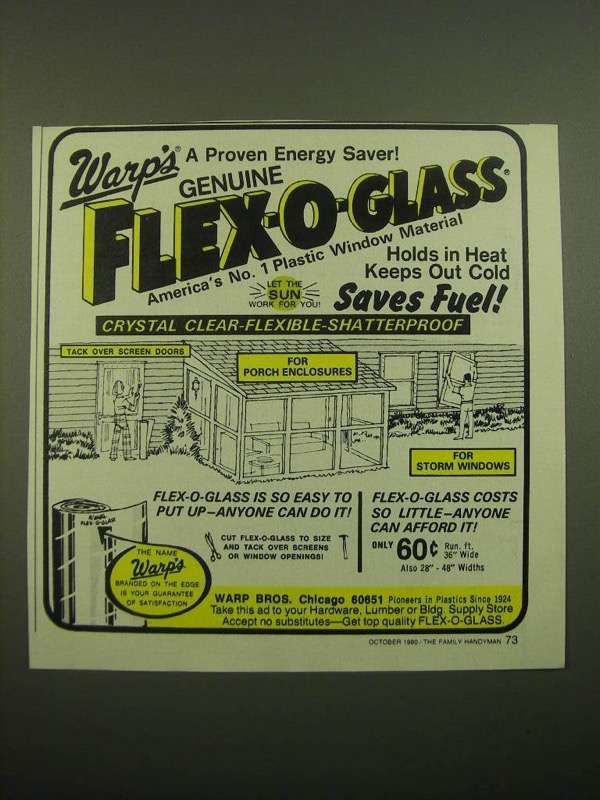 Warp's® A Proven Energy Saver!
GENUINE
FLEX-O-GLASS®
America's No. 1 Plastic Window Material
Holds in Heat
Keeps Out Cold
LET THE
SUN
WORK FOR YOU!
Saves Fuel!
CRYSTAL CLEAR-FLEXIBLE-SHATTERPROOF
TACK OVER SCREEN DOORS
FOR
PORCH ENCLOSURES
FOR
STORM WINDOWS
FLEX-O-GLASS IS SO EASY TO
PUT UP—ANYONE CAN DO IT!
CUT FLEX-O-GLASS TO SIZE
AND TACK OVER SCREENS
OR WINDOW OPENINGS!
FLEX-O-GLASS COSTS
SO LITTLE—ANYONE
CAN AFFORD IT!
ONLY 60¢ Run. ft.
36" Wide
Also 28" - 48" Widths
FLEX-O-GLASS
THE NAME
Warp's
BRANDED ON THE EDGE
IS YOUR GUARANTEE
OF SATISFACTION
WARP BROS. Chicago 60651 Pioneers in Plastics Since 1924
Take this ad to your Hardware, Lumber or Bldg. Supply Store
Accept no substitutes—Get top quality FLEX-O-GLASS.
OCTOBER 1980 / THE FAMILY HANDYMAN 73